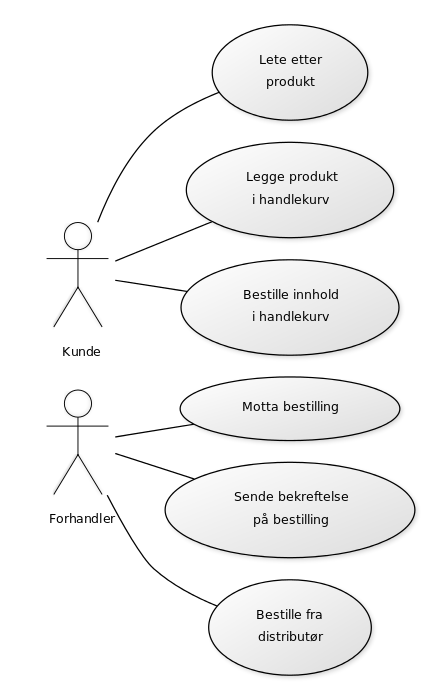 Lete etter
produkt
Legge produkt
i handlekurv
Bestille innhold
i handlekurv
Kunde
Motta bestilling
Sende bekreftelse
på bestilling
Forhandler
Bestille fra
distributør